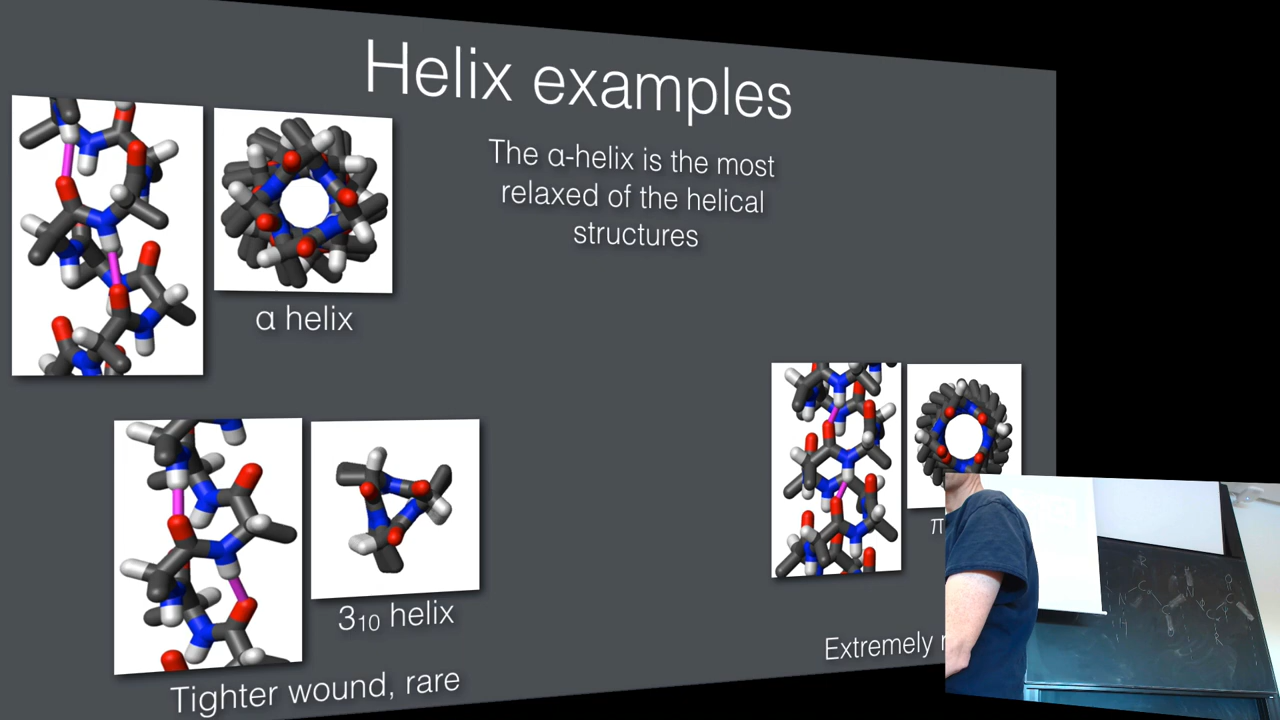 Helix examples
The α-helix is the most
relaxed of the helical
structures
α helix
3₁₀ helix
π
Tighter wound, rare
Extremely